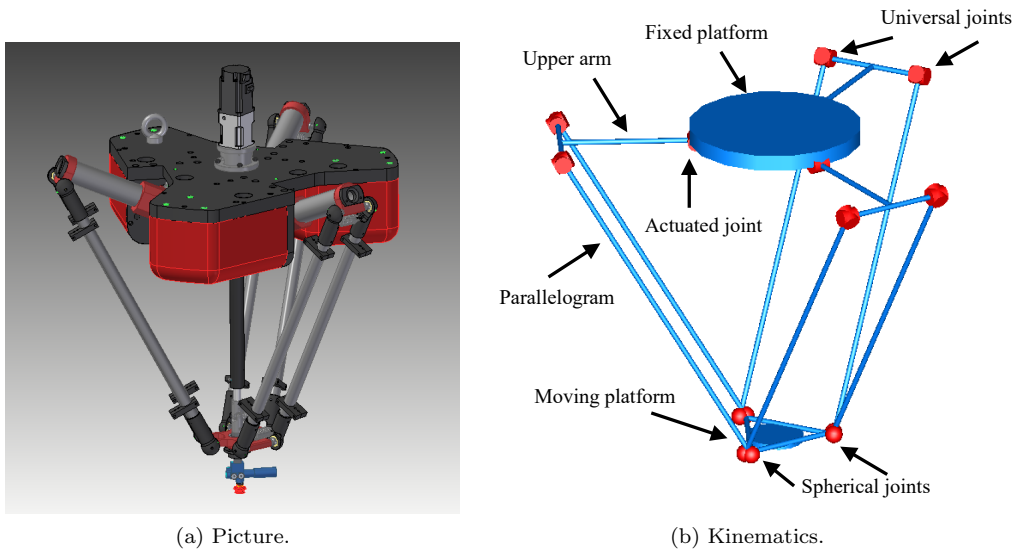 Universal joints
Fixed platform
Upper arm
Actuated joint
Parallelogram
Moving platform
Spherical joints
(a) Picture.
(b) Kinematics.